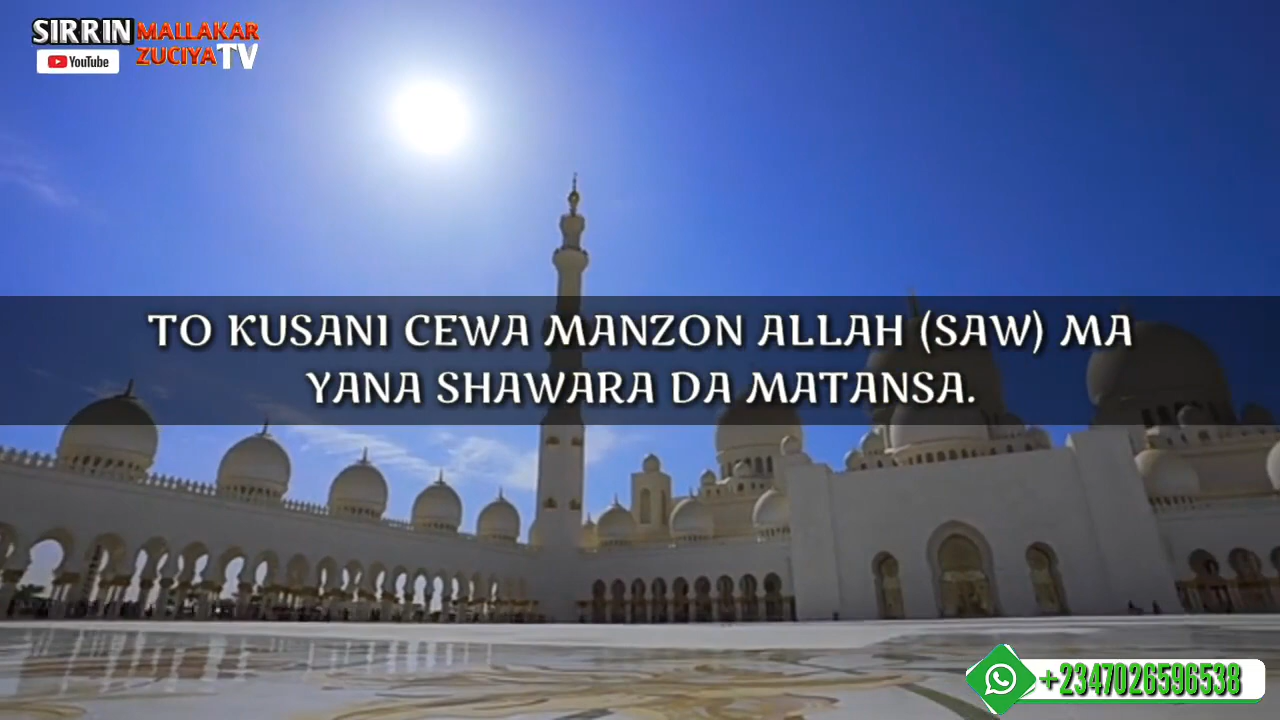 SIRRIN MALLAKAR
ZUCIYA TV
YouTube
TO KUSANI CEWA MANZON ALLAH (SAW) MA
YANA SHAWARA DA MATANSA.
+2347026596538